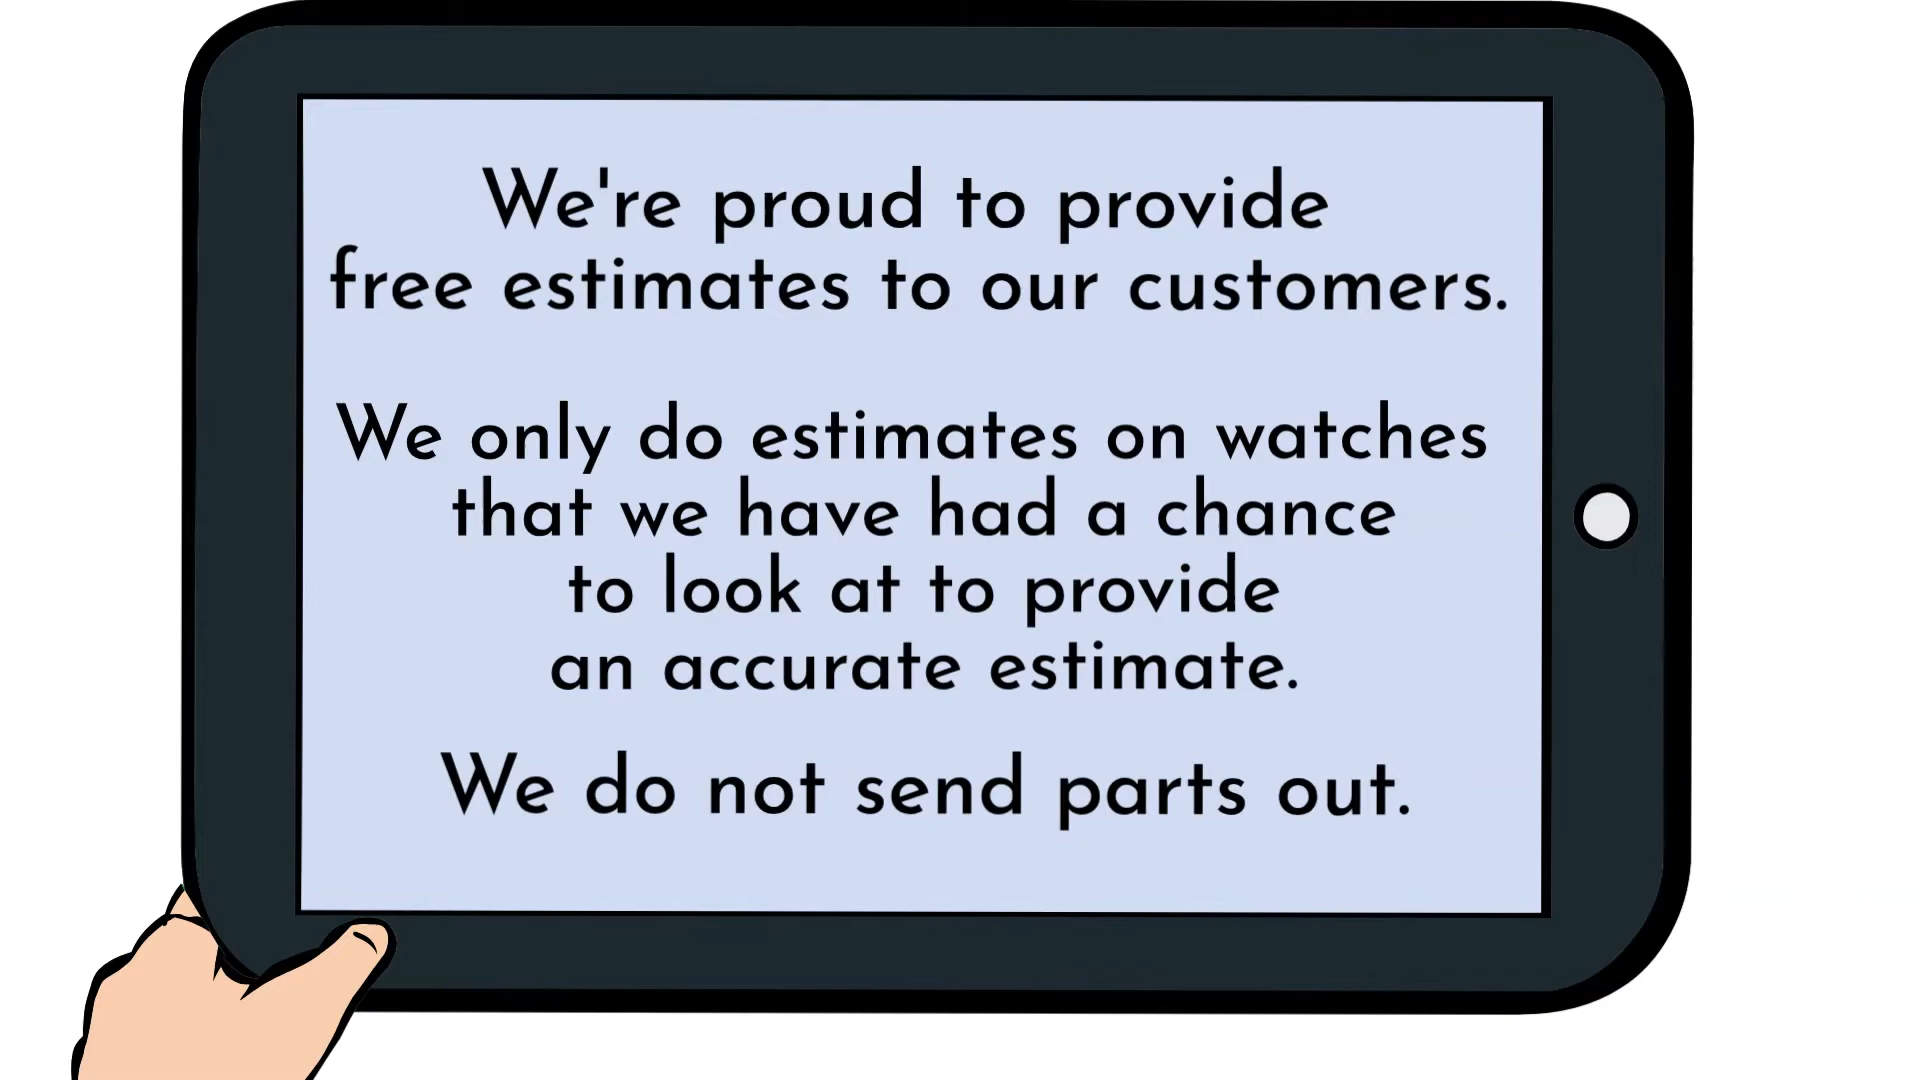 We're proud to provide
free estimates to our customers.
We only do estimates on watches
that we have had a chance
to look at to provide
an accurate estimate.
We do not send parts out.